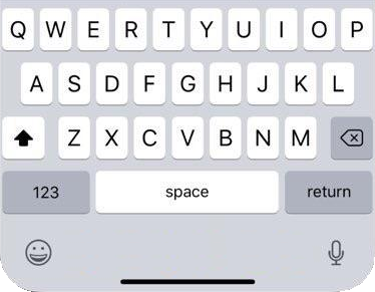 Q W E R T Y U I O P
A S D F G H J K L
Z X C V B N M
123 space return